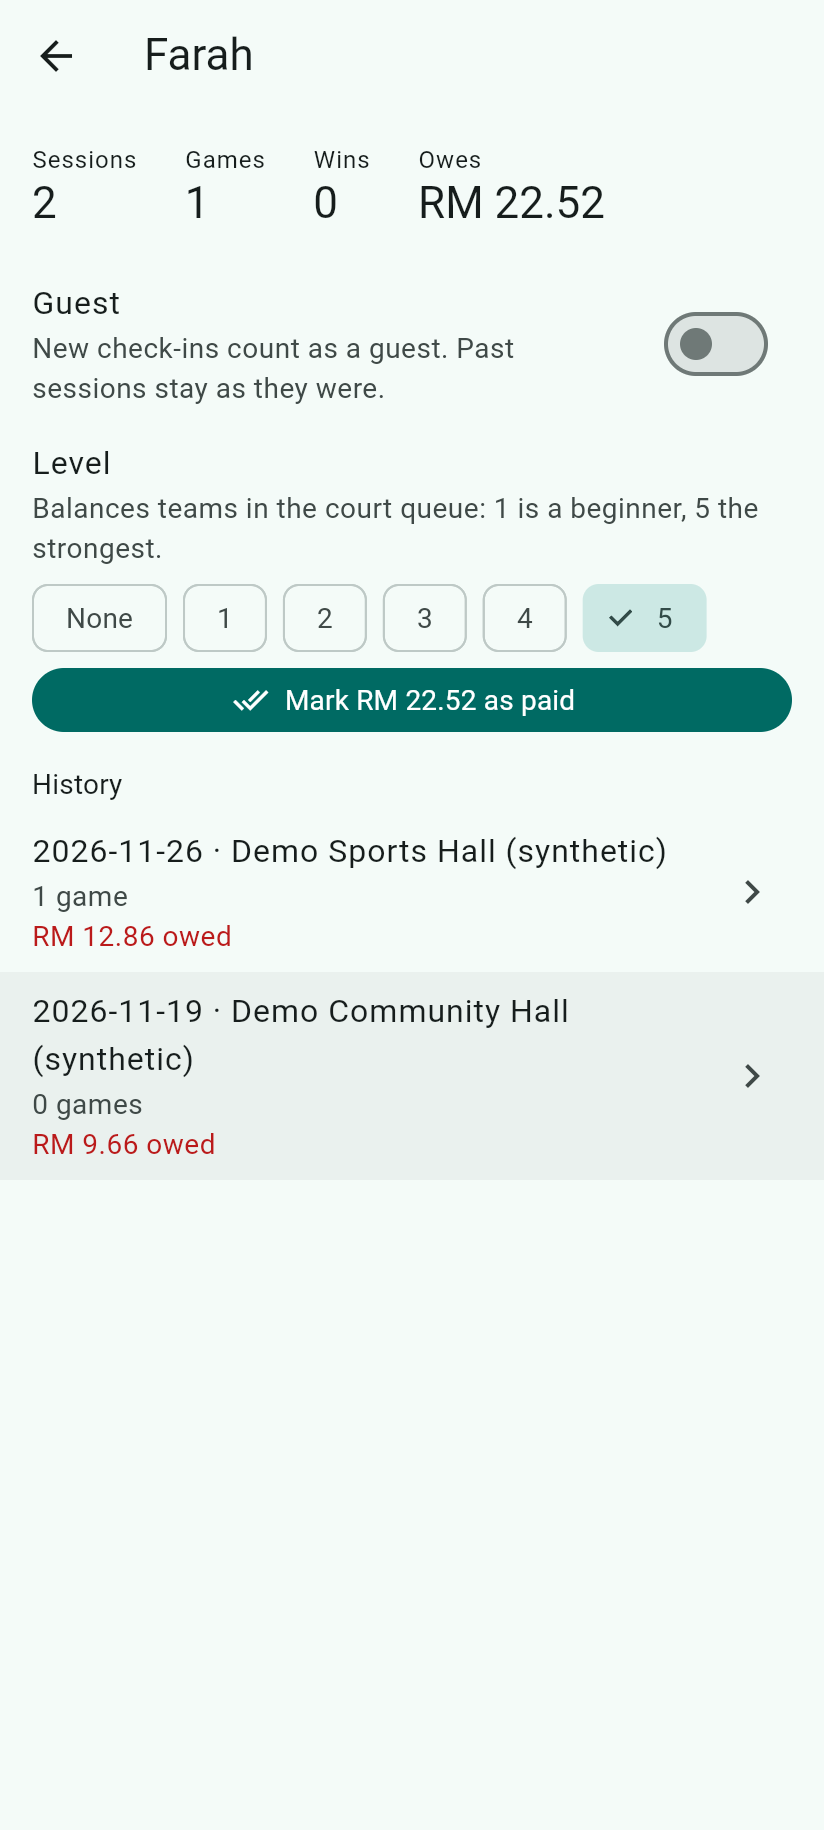 Farah
Sessions Games Wins Owes
2 1 0 RM 22.52
Guest
New check-ins count as a guest. Past
sessions stay as they were.
Level
Balances teams in the court queue: 1 is a beginner, 5 the
strongest.
None 1 2 3 4 5
Mark RM 22.52 as paid
History
2026-11-26 · Demo Sports Hall (synthetic)
1 game
RM 12.86 owed
2026-11-19 · Demo Community Hall
(synthetic)
0 games
RM 9.66 owed